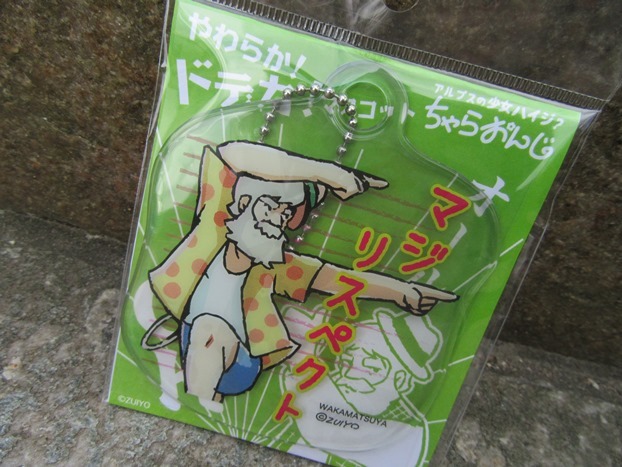 やわらか!
ドデカ
コット
アルプスの少女ハイジ?
ちゃらおんじ
マジ
リスペクト
WAKAMATSUYA
©ZUIYO
©ZUIYO